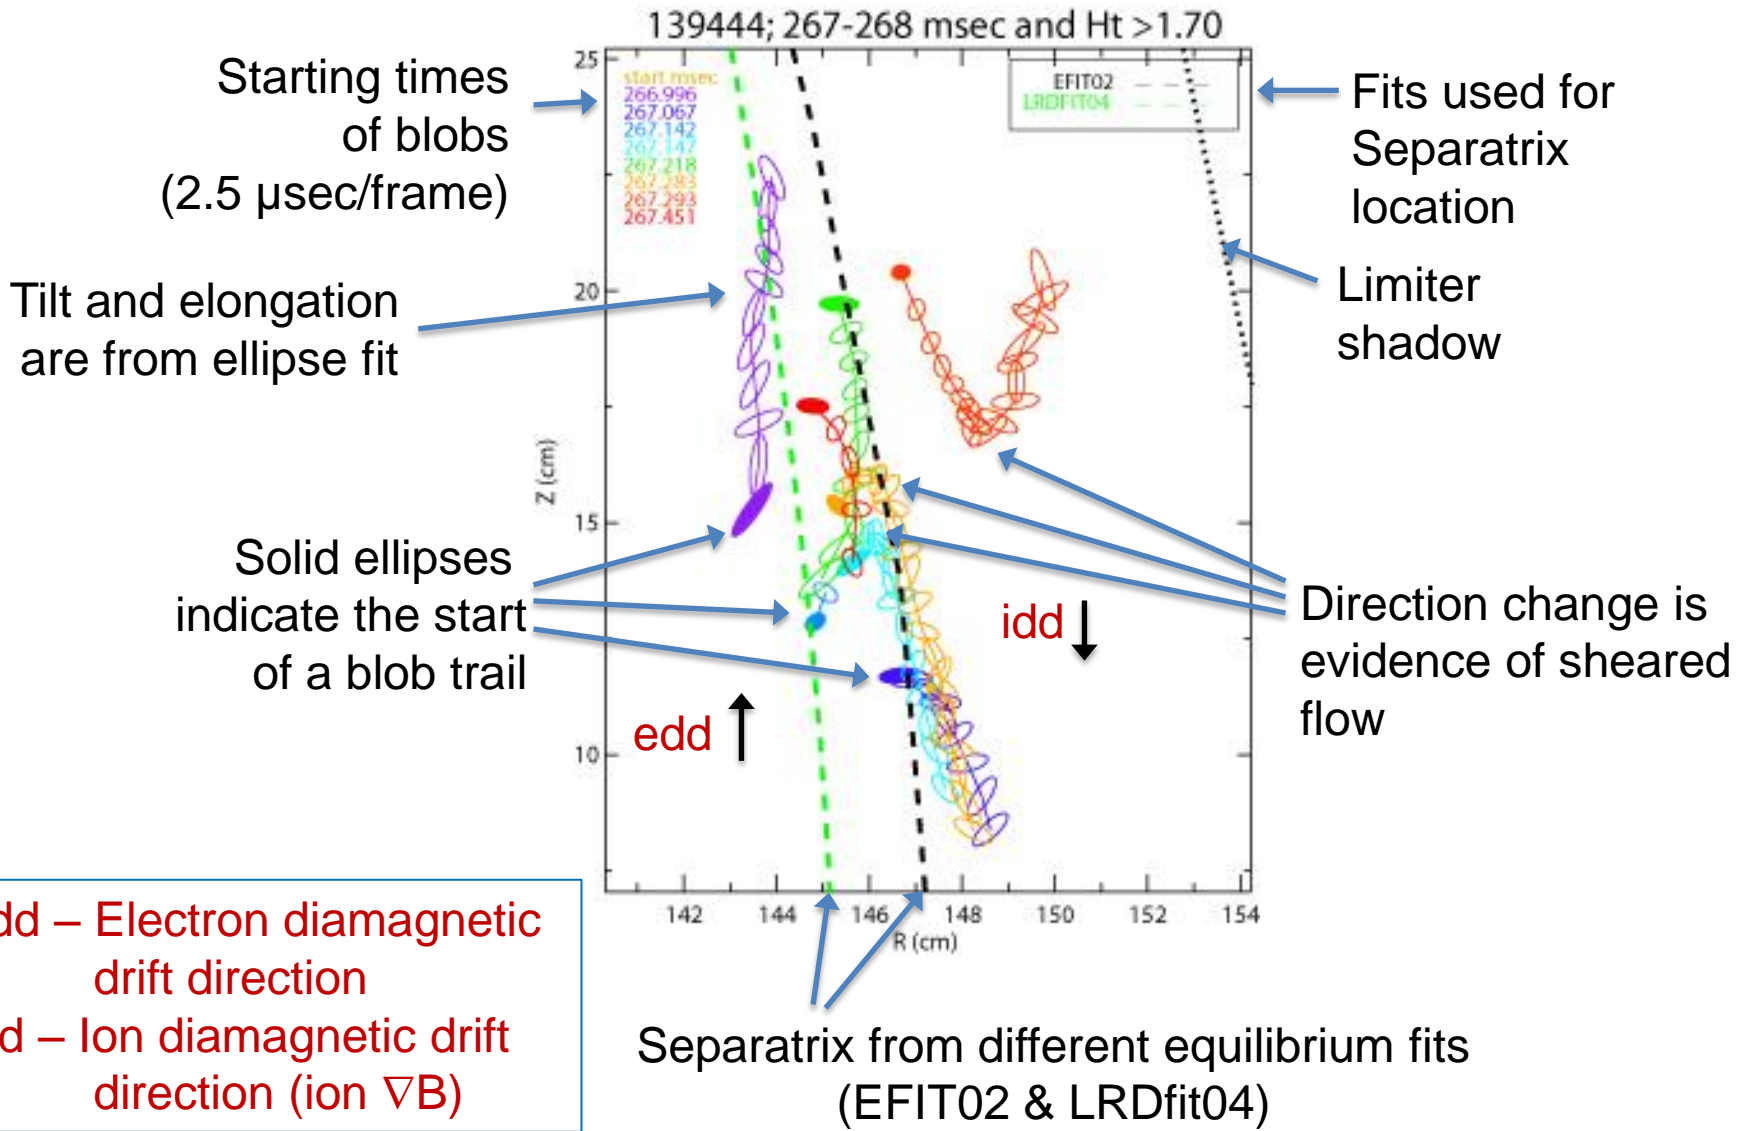 139444; 267-268 msec and Ht >1.70
Starting times
of blobs
(2.5 µsec/frame)
start msec
266.996
267.067
267.142
267.147
267.218
267.283
267.293
267.451
EFIT02
LRDFIT04
Fits used for
Separatrix
location
Limiter
shadow
Tilt and elongation
are from ellipse fit
Solid ellipses
indicate the start
of a blob trail
Direction change is
evidence of sheared
flow
idd
edd
25
20
15
10
Z (cm)
142 144 146 148 150 152 154
R (cm)
dd – Electron diamagnetic
drift direction
d – Ion diamagnetic drift
direction (ion ∇B)
Separatrix from different equilibrium fits
(EFIT02 & LRDfit04)